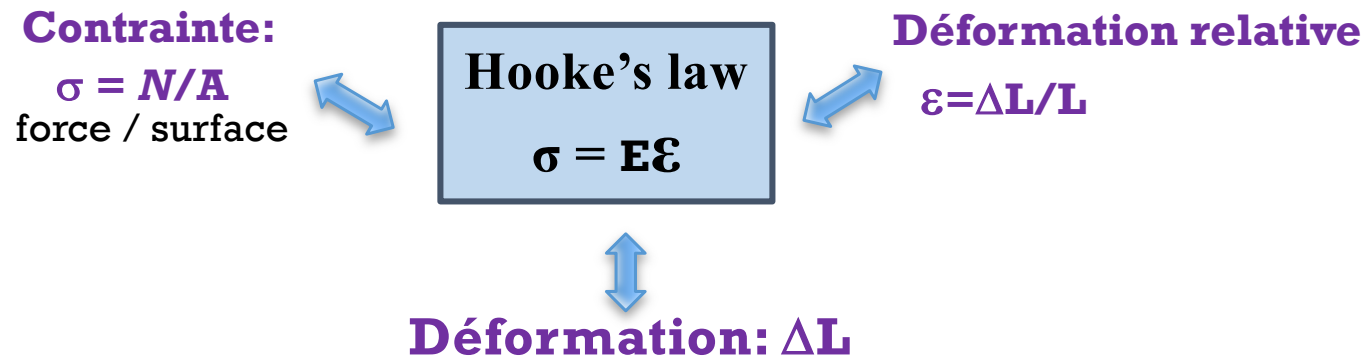 Contrainte:
σ = N/A
force / surface
Hooke’s law
σ = Eε
Déformation relative
ε=ΔL/L
Déformation: ΔL